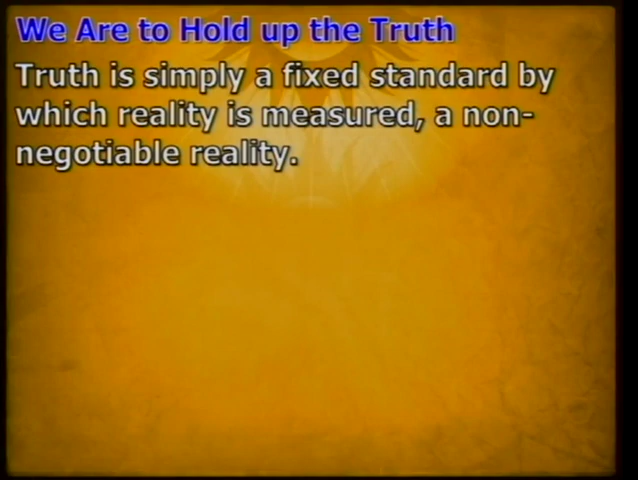 We Are to Hold up the Truth
Truth is simply a fixed standard by
which reality is measured, a non-
negotiable reality.